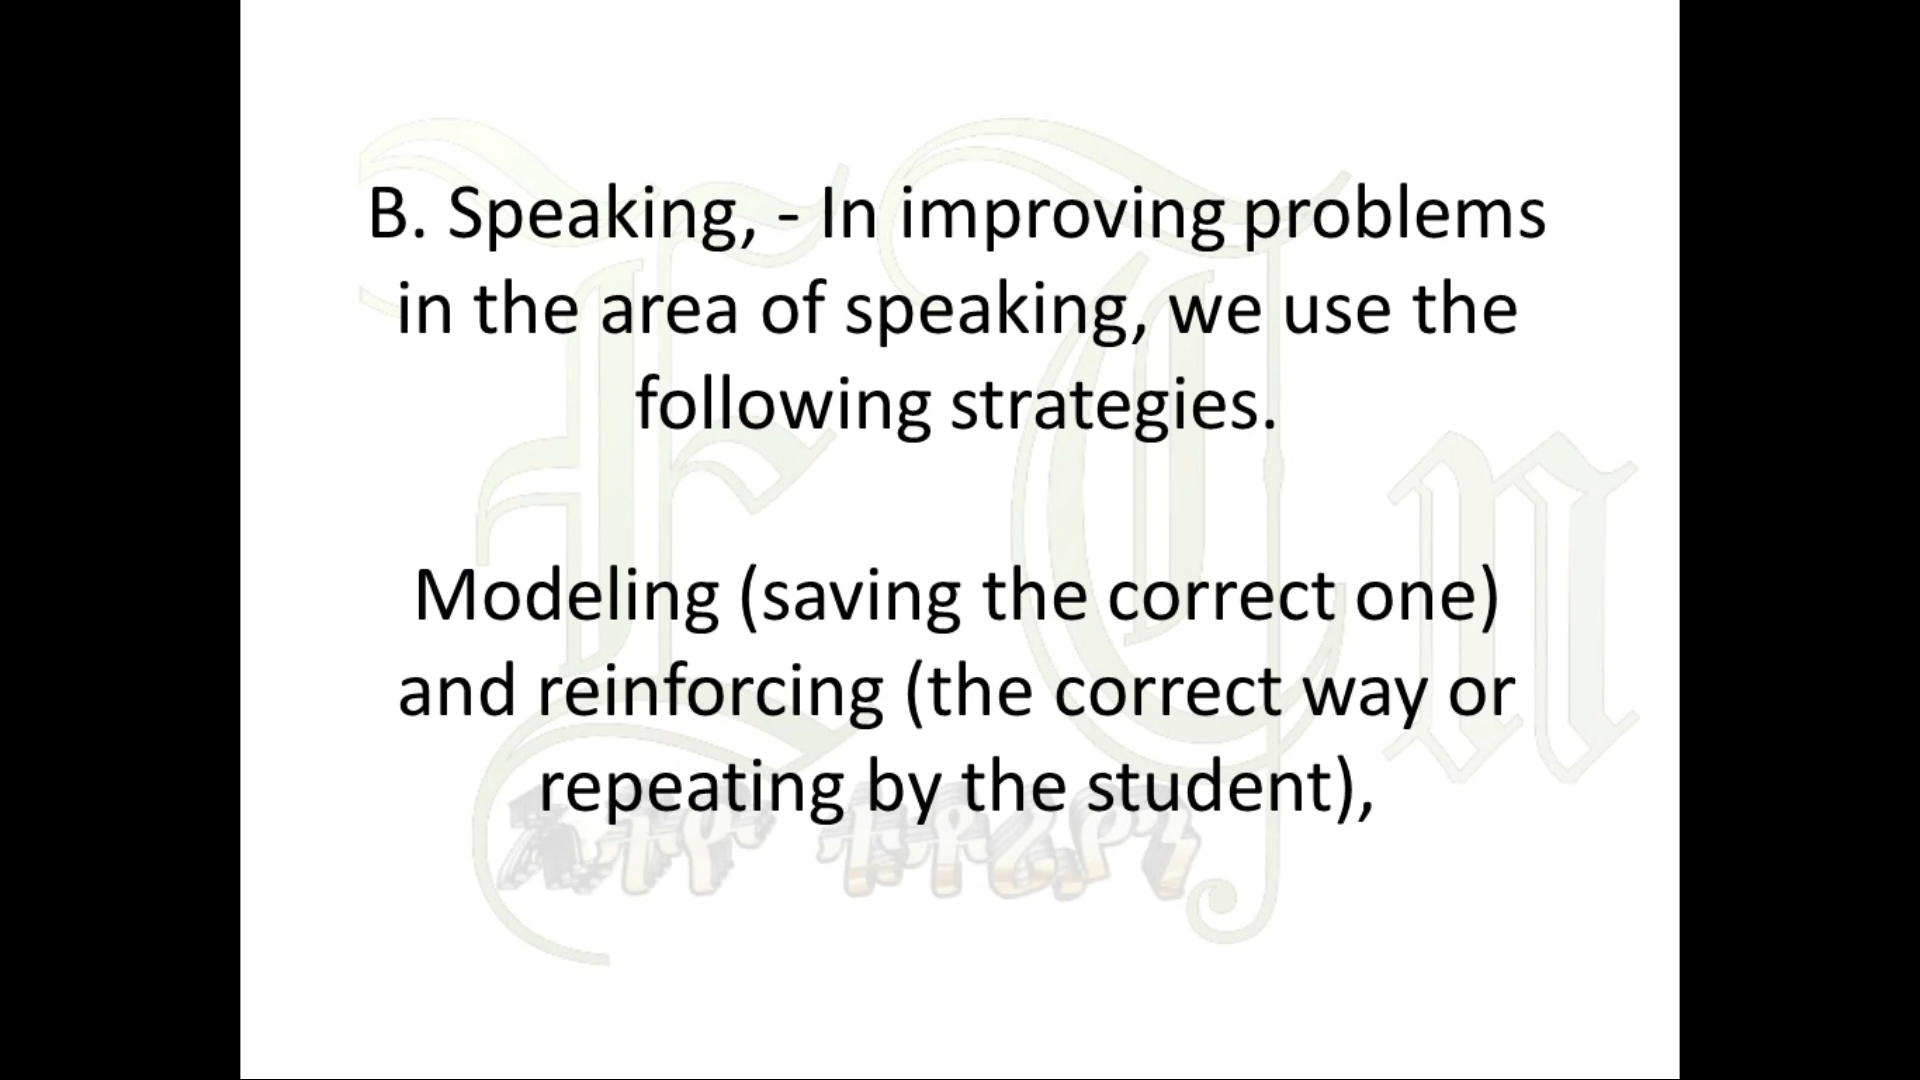 B. Speaking, - In improving problems
in the area of speaking, we use the
following strategies.
Modeling (saving the correct one)
and reinforcing (the correct way or
repeating by the student),